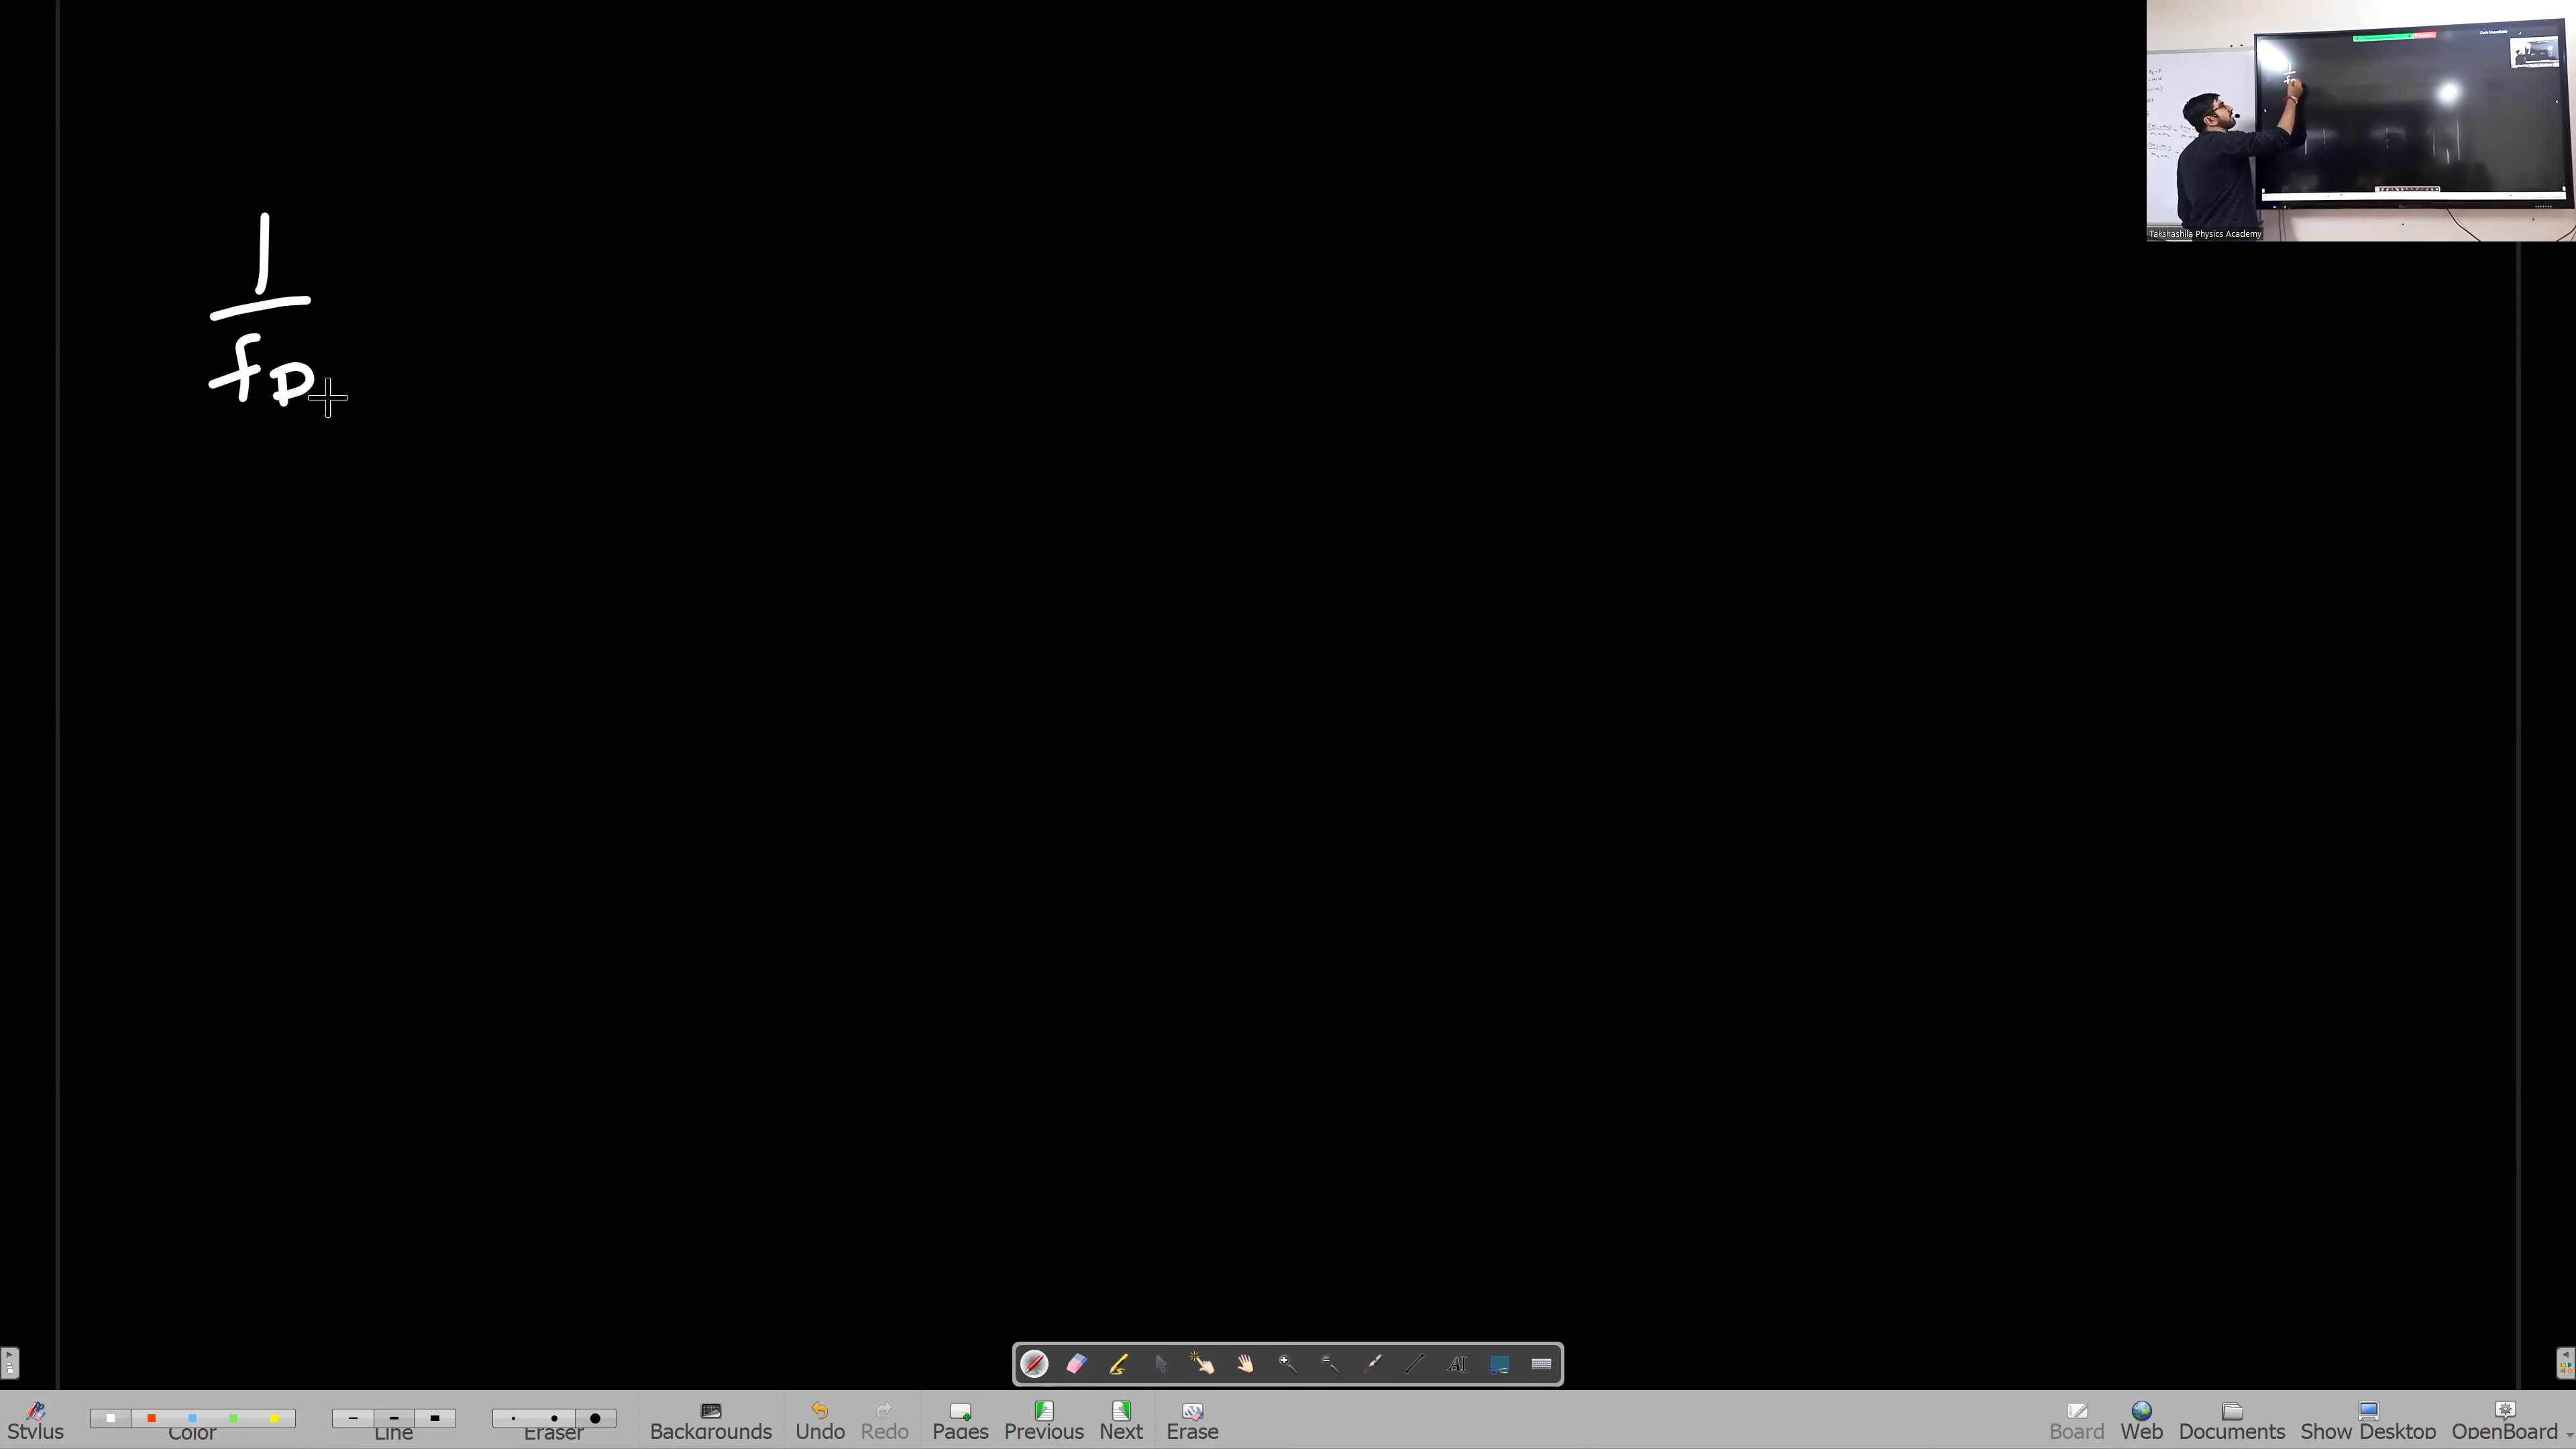 1
f_D
Takshashila Physics Academy
Stylus Color Line Eraser Backgrounds Undo Redo Pages Previous Next Erase Board Web Documents Show Desktop OpenBoard